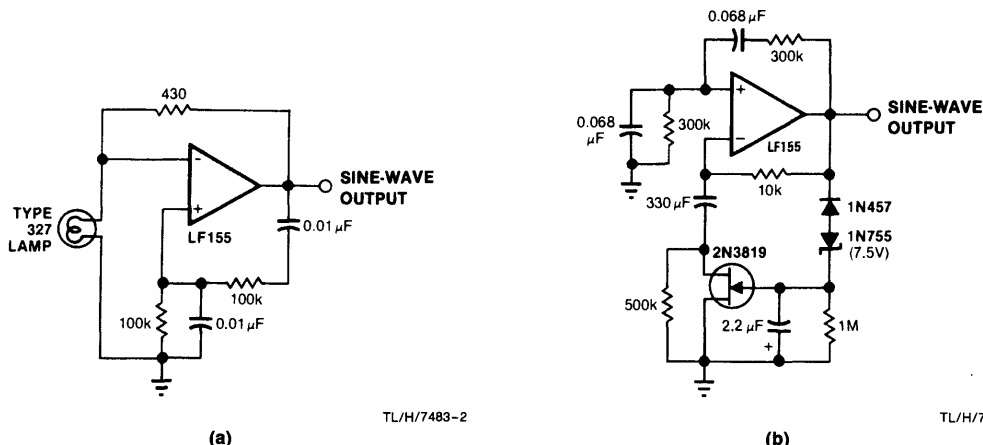 430
TYPE
327
LAMP
-
+
LF155
SINE-WAVE
OUTPUT
0.01 μF
100k
100k
0.01 μF
TL/H/7483-2
(a)
0.068 μF
300k
0.068
μF
300k
+
−
LF155
SINE-WAVE
OUTPUT
10k
330 μF
1N457
1N755
(7.5V)
2N3819
500k
2.2 μF
+
1M
TL/H/7
(b)